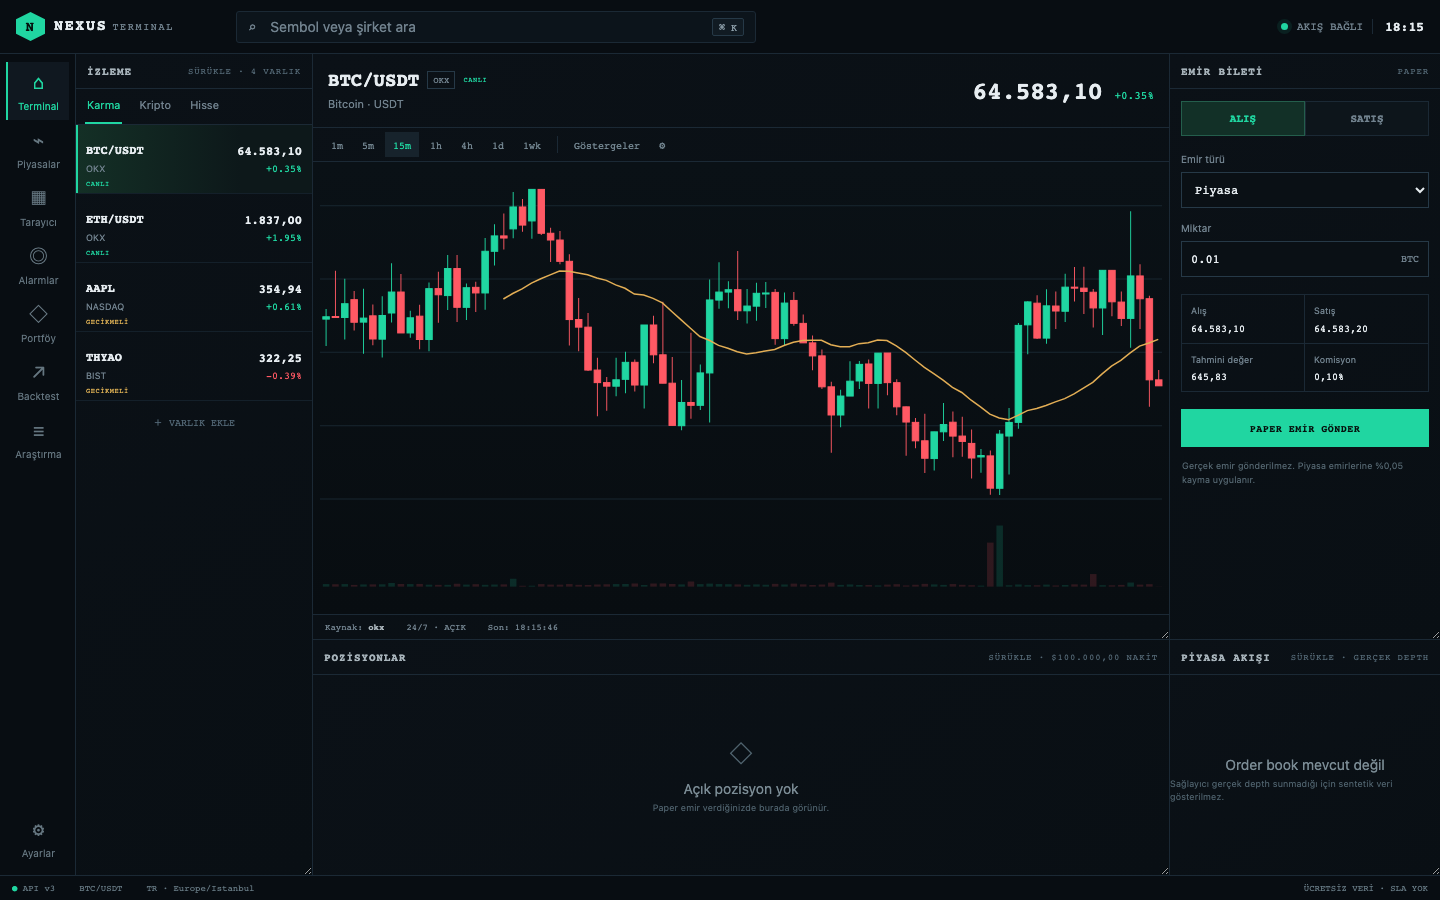 N NEXUS TERMINAL
Sembol veya şirket ara
⌘ K
AKIŞ BAĞLI
18:15
Terminal
Piyasalar
Tarayıcı
Alarmlar
Portföy
Backtest
Araştırma
Ayarlar
İZLEME
SÜRÜKLE · 4 VARLIK
Karma Kripto Hisse
BTC/USDT 64.583,10
OKX +0.35%
CANLI
ETH/USDT 1.837,00
OKX +1.95%
CANLI
AAPL 354,94
NASDAQ +0.61%
GECİKMELİ
THYAO 322,25
BIST −0.39%
GECİKMELİ
+ VARLIK EKLE
BTC/USDT OKX CANLI
Bitcoin · USDT
64.583,10 +0.35%
1m 5m 15m 1h 4h 1d 1wk Göstergeler
Kaynak: okx 24/7 · AÇIK Son: 18:15:46
POZİSYONLAR
SÜRÜKLE · $100.000,00 NAKİT
Açık pozisyon yok
Paper emir verdiğinizde burada görünür.
EMİR BİLETİ
PAPER
ALIŞ SATIŞ
Emir türü
Piyasa
Miktar
0.01 BTC
Alış Satış
64.583,10 64.583,20
Tahmini değer Komisyon
645,83 0,10%
PAPER EMİR GÖNDER
Gerçek emir gönderilmez. Piyasa emirlerine %0,05
kayma uygulanır.
PİYASA AKIŞI
SÜRÜKLE · GERÇEK DEPTH
Order book mevcut değil
Sağlayıcı gerçek depth sunmadığı için sentetik veri
gösterilmez.
API v3 BTC/USDT TR · Europe/Istanbul
ÜCRETSİZ VERİ · SLA YOK